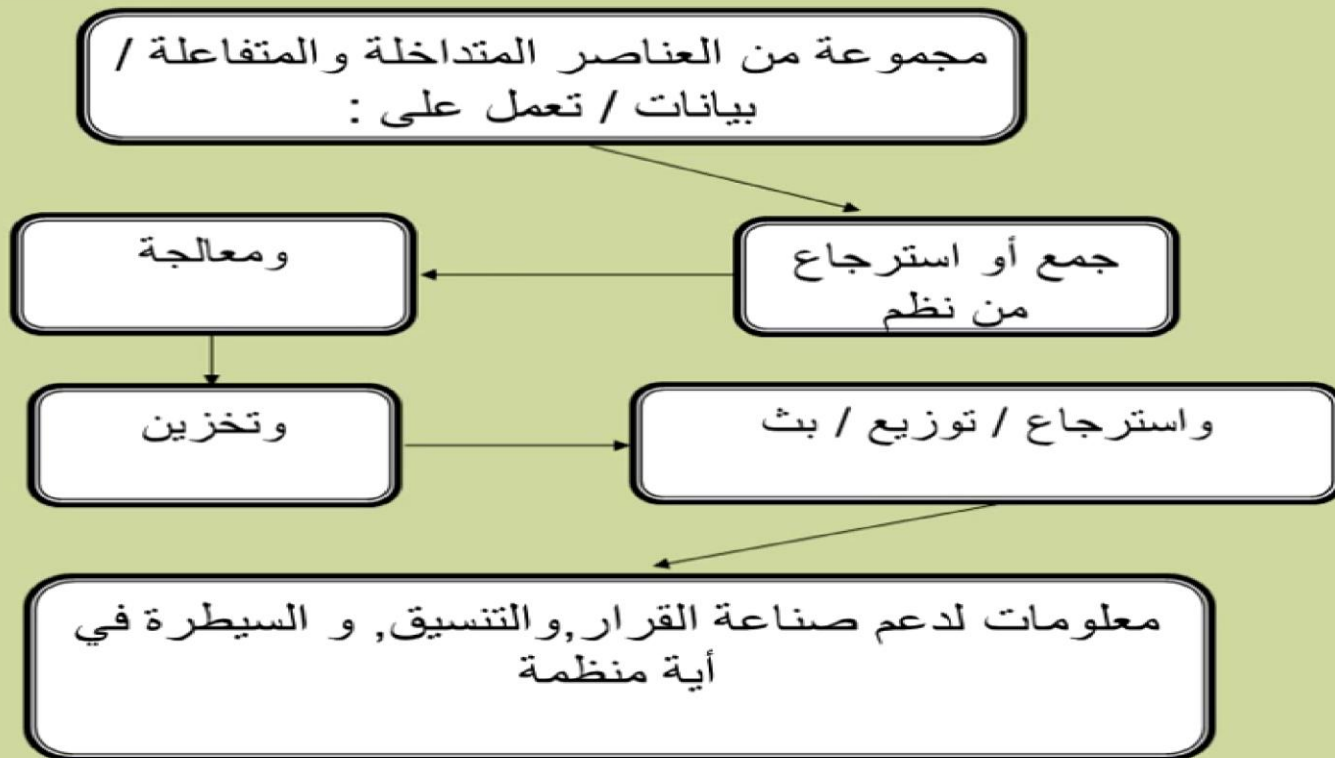 مجموعة من العناصر المتداخلة والمتفاعلة /
بيانات / تعمل على :
جمع أو استرجاع
من نظم
ومعالجة
وتخزين
واسترجاع / توزيع / بث
معلومات لدعم صناعة القرار,والتنسيق, و السيطرة في
أية منظمة